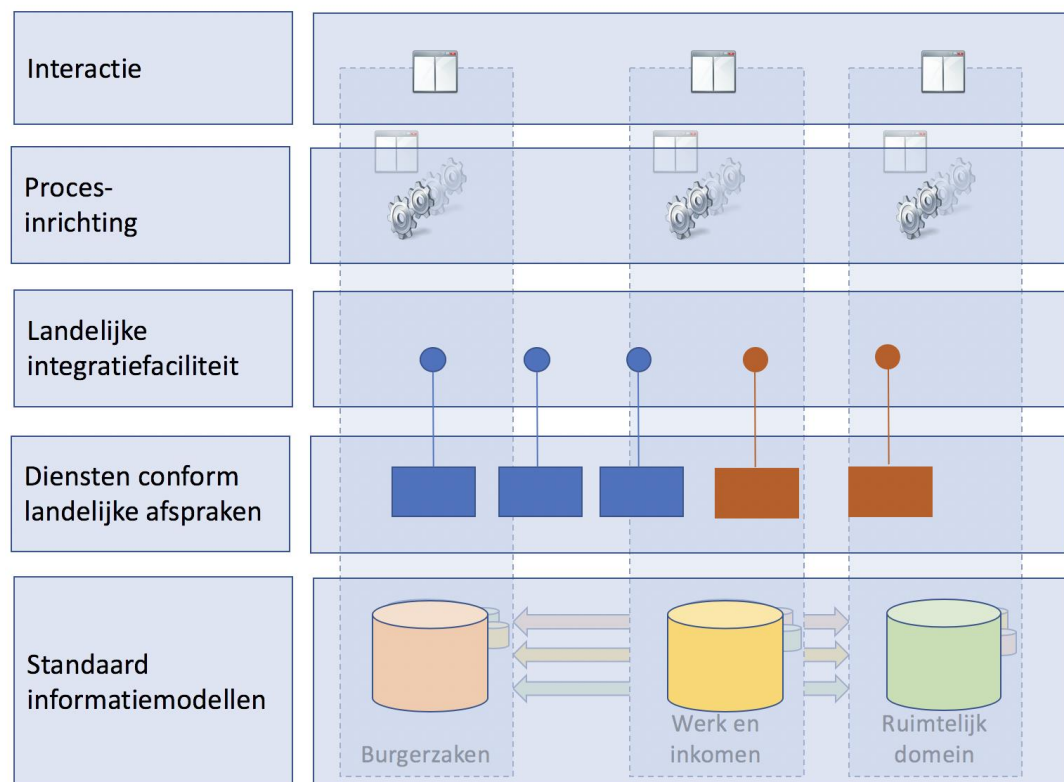 Interactie
Proces-
inrichting
Landelijke
integratiefaciliteit
Diensten conform
landelijke afspraken
Standaard
informatiemodellen
Burgerzaken
Werk en
inkomen
Ruimtelijk
domein